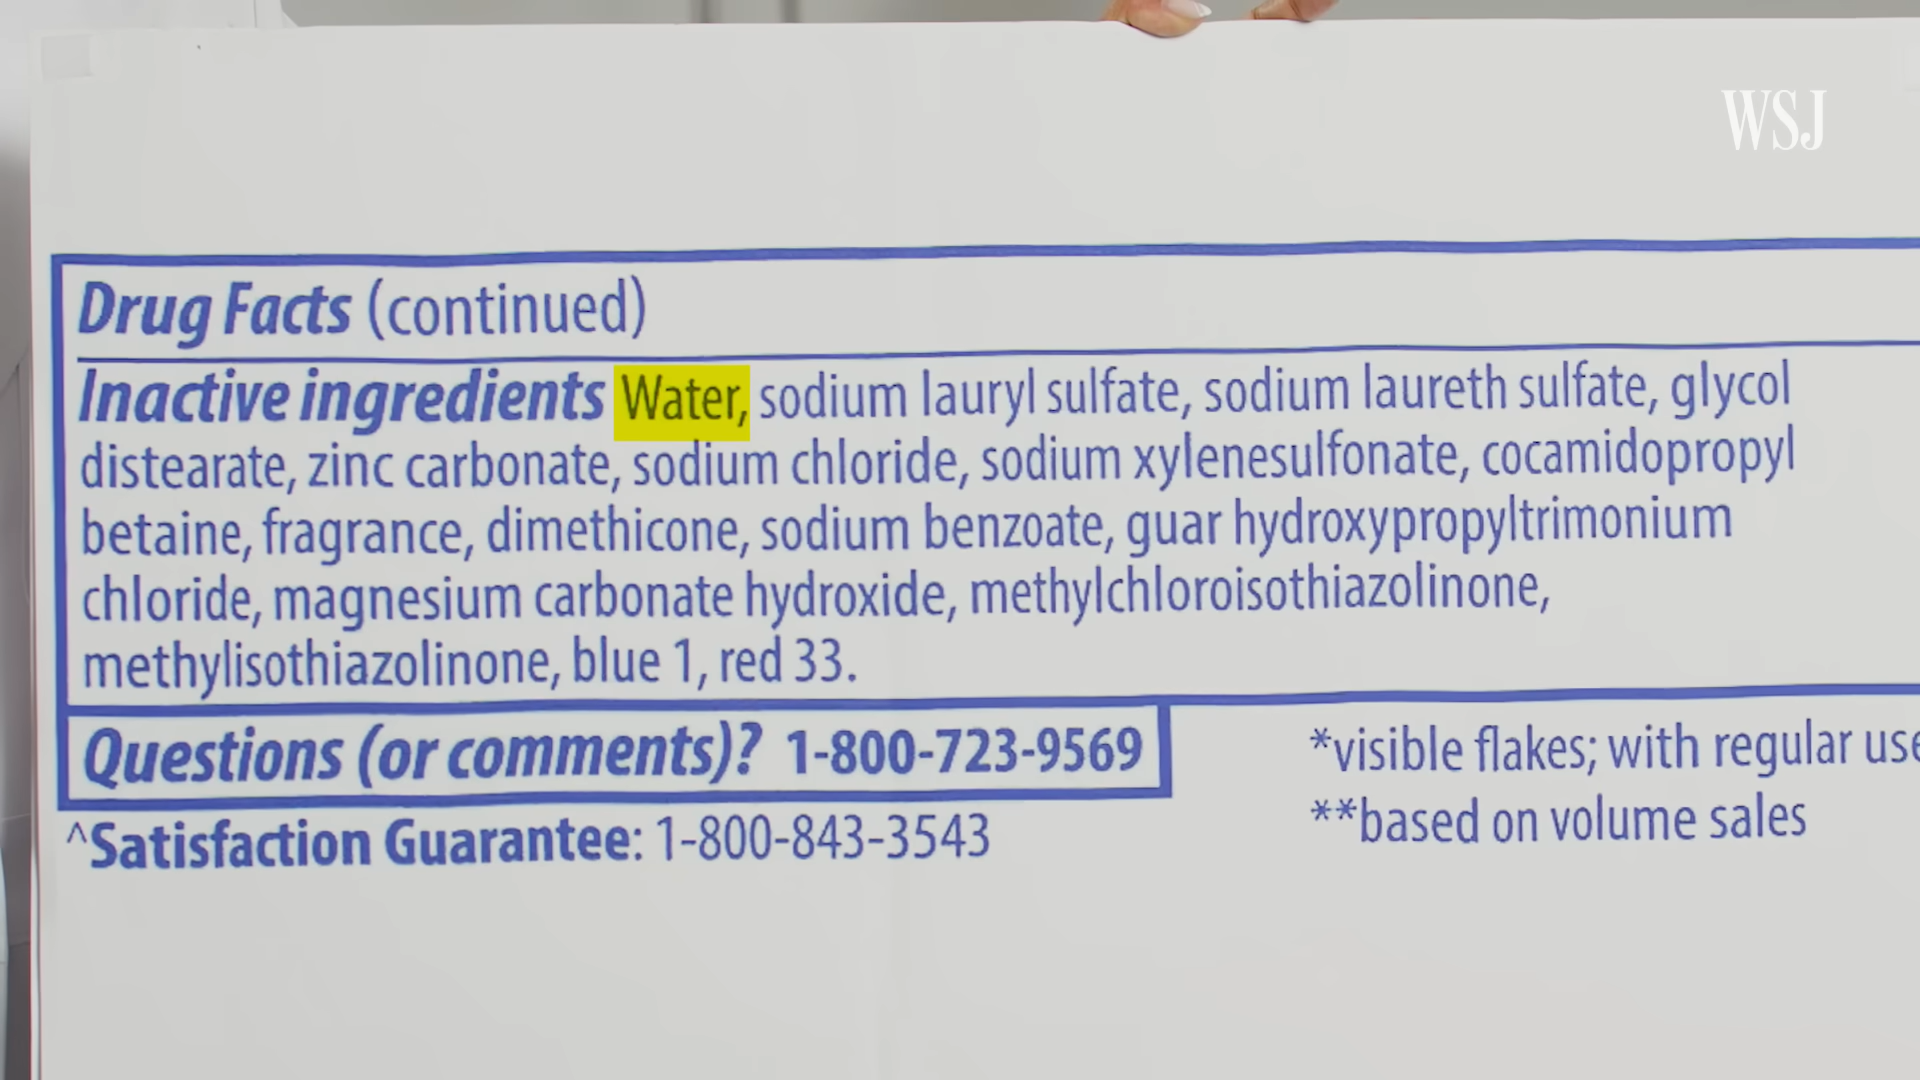 WSJ
Drug Facts (continued)
Inactive ingredients Water, sodium lauryl sulfate, sodium laureth sulfate, glycol
distearate, zinc carbonate, sodium chloride, sodium xylenesulfonate, cocamidopropyl
betaine, fragrance, dimethicone, sodium benzoate, guar hydroxypropyltrimonium
chloride, magnesium carbonate hydroxide, methylchloroisothiazolinone,
methylisothiazolinone, blue 1, red 33.
Questions (or comments)? 1-800-723-9569
^Satisfaction Guarantee: 1-800-843-3543
*visible flakes; with regular use
**based on volume sales